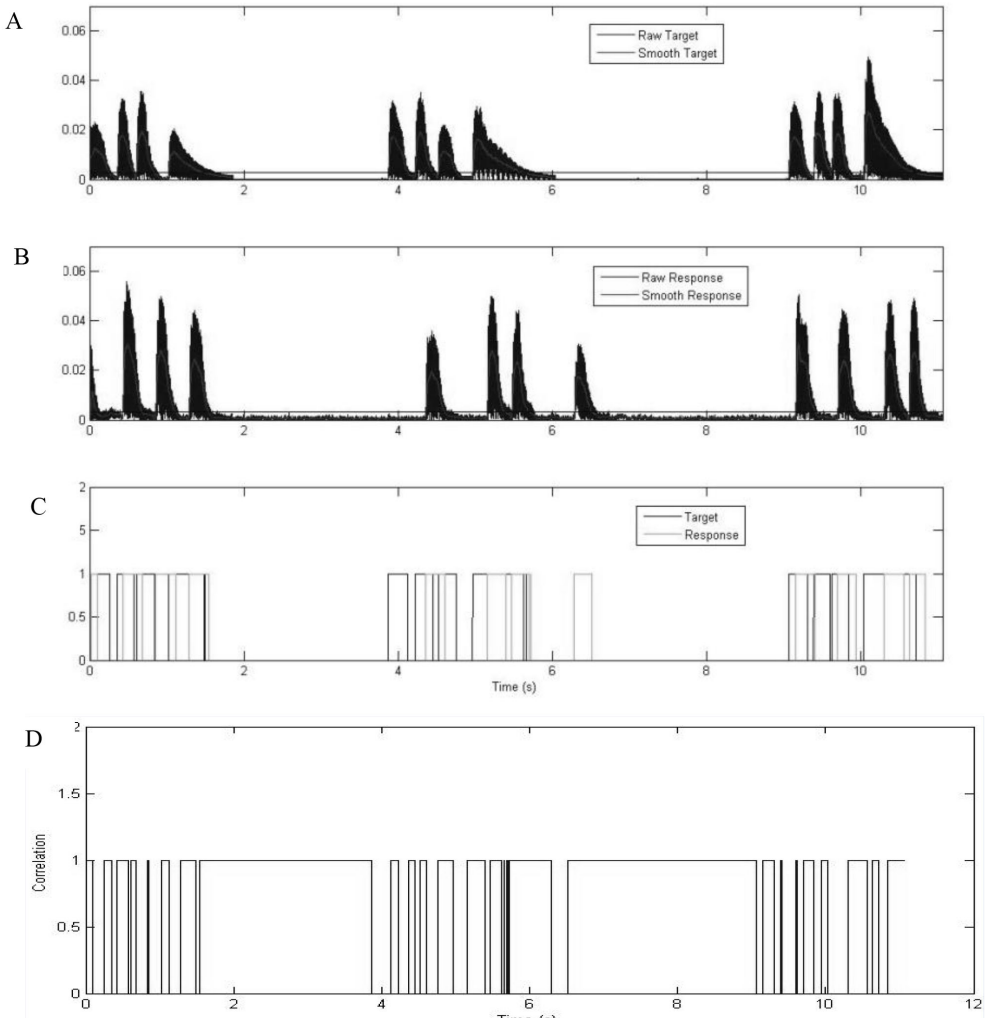 A
0.06
0.04
0.02
0
Raw Target
Smooth Target
0 2 4 6 8 10
B
0.06
0.04
0.02
0
Raw Response
Smooth Response
0 2 4 6 8 10
C
2
5
1
0.5
0
Target
Response
0 2 4 6 8 10
Time (s)
D
2
1.5
1
0.5
0
Correlation
0 2 4 6 8 10 12
Time (s)